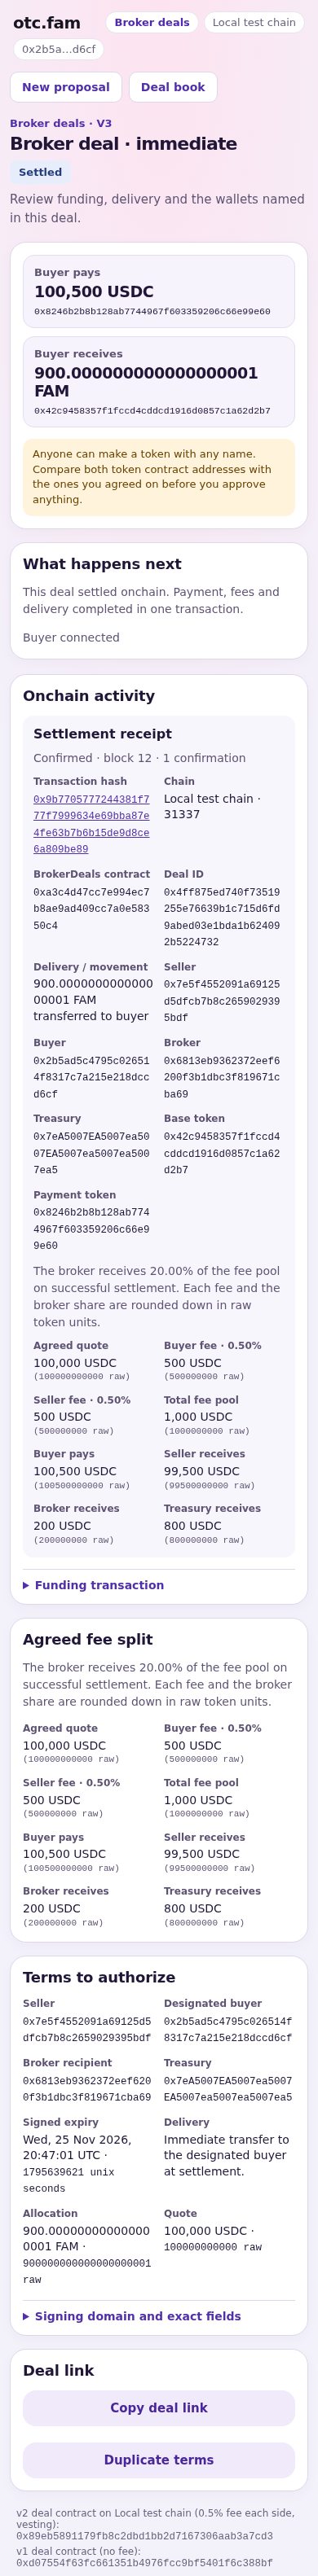 otc.fam
Broker deals
Local test chain
0x2b5a…d6cf
New proposal
Deal book
Broker deals · V3
Broker deal · immediate
Settled
Review funding, delivery and the wallets named
in this deal.
Buyer pays
100,500 USDC
0x8246b2b8b128ab7744967f603359206c66e99e60
Buyer receives
900.000000000000000001
FAM
0x42c9458357f1fccd4cddcd1916d0857c1a62d2b7
Anyone can make a token with any name.
Compare both token contract addresses with
the ones you agreed on before you approve
anything.
What happens next
This deal settled onchain. Payment, fees and
delivery completed in one transaction.
Buyer connected
Onchain activity
Settlement receipt
Confirmed · block 12 · 1 confirmation
Transaction hash
0x9b7705777244381f7
77f7999634e69bba87e
4fe63b7b6b15de9d8ce
6a809be89
Chain
Local test chain ·
31337
BrokerDeals contract
0xa3c4d47cc7e994ec7
b8ae9ad409cc7a0e583
50c4
Deal ID
0x4ff875ed740f73519
255e76639b1c715d6fd
9abed03e1bda1b62409
2b5224732
Delivery / movement
900.0000000000000
00001 FAM
transferred to buyer
Seller
0x7e5f4552091a69125
d5dfcb7b8c265902939
5bdf
Buyer
0x2b5ad5c4795c02651
4f8317c7a215e218dcc
d6cf
Broker
0x6813eb9362372eef6
200f3b1dbc3f819671c
ba69
Treasury
0x7eA5007EA5007ea50
07EA5007ea5007ea500
7ea5
Base token
0x42c9458357f1fccd4
cddcd1916d0857c1a62
d2b7
Payment token
0x8246b2b8b128ab774
4967f603359206c66e9
9e60
The broker receives 20.00% of the fee pool
on successful settlement. Each fee and the
broker share are rounded down in raw
token units.
Agreed quote
100,000 USDC
(100000000000 raw)
Buyer fee · 0.50%
500 USDC
(500000000 raw)
Seller fee · 0.50%
500 USDC
(500000000 raw)
Total fee pool
1,000 USDC
(1000000000 raw)
Buyer pays
100,500 USDC
(100500000000 raw)
Seller receives
99,500 USDC
(99500000000 raw)
Broker receives
200 USDC
(200000000 raw)
Treasury receives
800 USDC
(800000000 raw)
▶ Funding transaction
Agreed fee split
The broker receives 20.00% of the fee pool on
successful settlement. Each fee and the broker
share are rounded down in raw token units.
Agreed quote
100,000 USDC
(100000000000 raw)
Buyer fee · 0.50%
500 USDC
(500000000 raw)
Seller fee · 0.50%
500 USDC
(500000000 raw)
Total fee pool
1,000 USDC
(1000000000 raw)
Buyer pays
100,500 USDC
(100500000000 raw)
Seller receives
99,500 USDC
(99500000000 raw)
Broker receives
200 USDC
(200000000 raw)
Treasury receives
800 USDC
(800000000 raw)
Terms to authorize
Seller
0x7e5f4552091a69125d5
dfcb7b8c2659029395bdf
Designated buyer
0x2b5ad5c4795c026514f
8317c7a215e218dccd6cf
Broker recipient
0x6813eb9362372eef620
0f3b1dbc3f819671cba69
Treasury
0x7eA5007EA5007ea5007
EA5007ea5007ea5007ea5
Signed expiry
Wed, 25 Nov 2026,
20:47:01 UTC ·
1795639621 unix
seconds
Delivery
Immediate transfer to
the designated buyer
at settlement.
Allocation
900.00000000000000
0001 FAM ·
900000000000000000001
raw
Quote
100,000 USDC ·
100000000000 raw
▶ Signing domain and exact fields
Deal link
Copy deal link
Duplicate terms
v2 deal contract on Local test chain (0.5% fee each side,
vesting):
0x89eb5891179fb8c2dbd1bb2d7167306aab3a7cd3
v1 deal contract (no fee):
0xd07554f63fc661351b4976fcc9bf5401f6c388bf